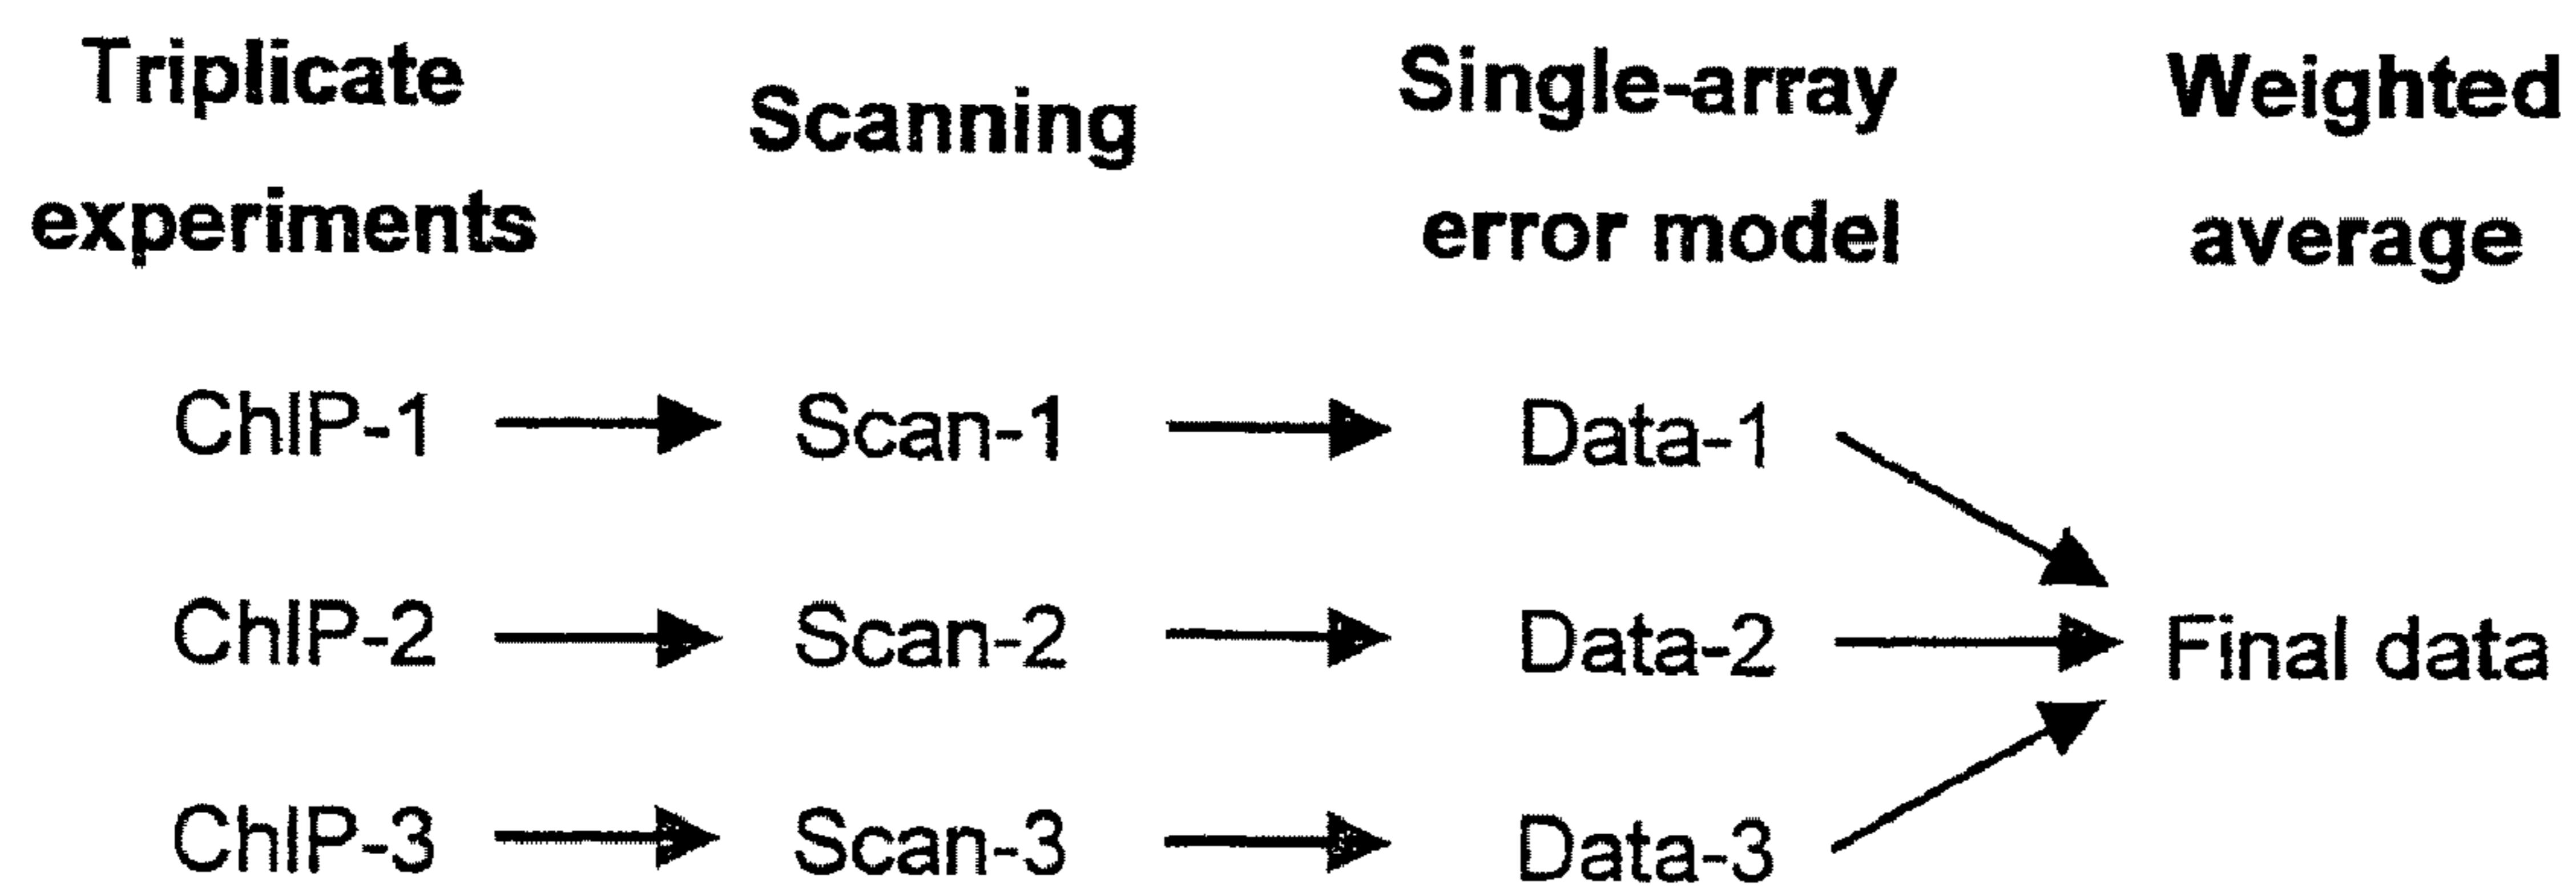 Triplicate
experiments
Scanning
Single-array
error model
Weighted
average
ChIP-1 Scan-1 Data-1
ChIP-2 Scan-2 Data-2 Final data
ChIP-3 Scan-3 Data-3